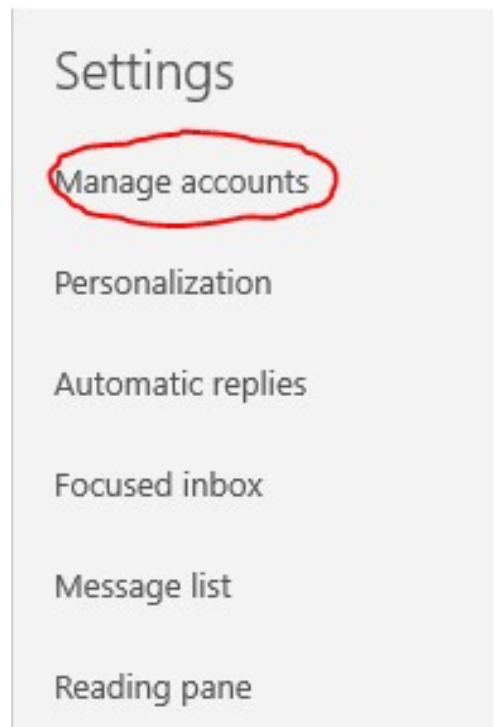 Settings
Manage accounts
Personalization
Automatic replies
Focused inbox
Message list
Reading pane